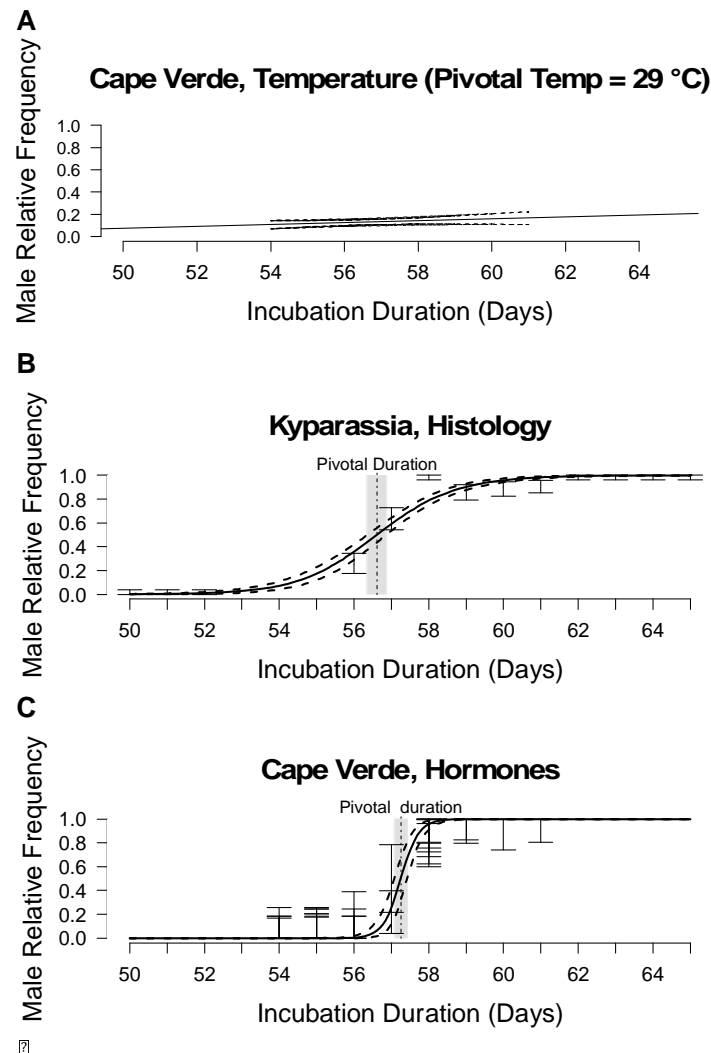 A
Cape Verde, Temperature (Pivotal Temp = 29 °C)
Male Relative Frequency
1.0
0.8
0.6
0.4
0.2
0.0
50 52 54 56 58 60 62 64
Incubation Duration (Days)
B
Kyparassia, Histology
Pivotal Duration
Male Relative Frequency
1.0
0.8
0.6
0.4
0.2
0.0
50 52 54 56 58 60 62 64
Incubation Duration (Days)
C
Cape Verde, Hormones
Pivotal duration
Male Relative Frequency
1.0
0.8
0.6
0.4
0.2
0.0
50 52 54 56 58 60 62 64
Incubation Duration (Days)
?